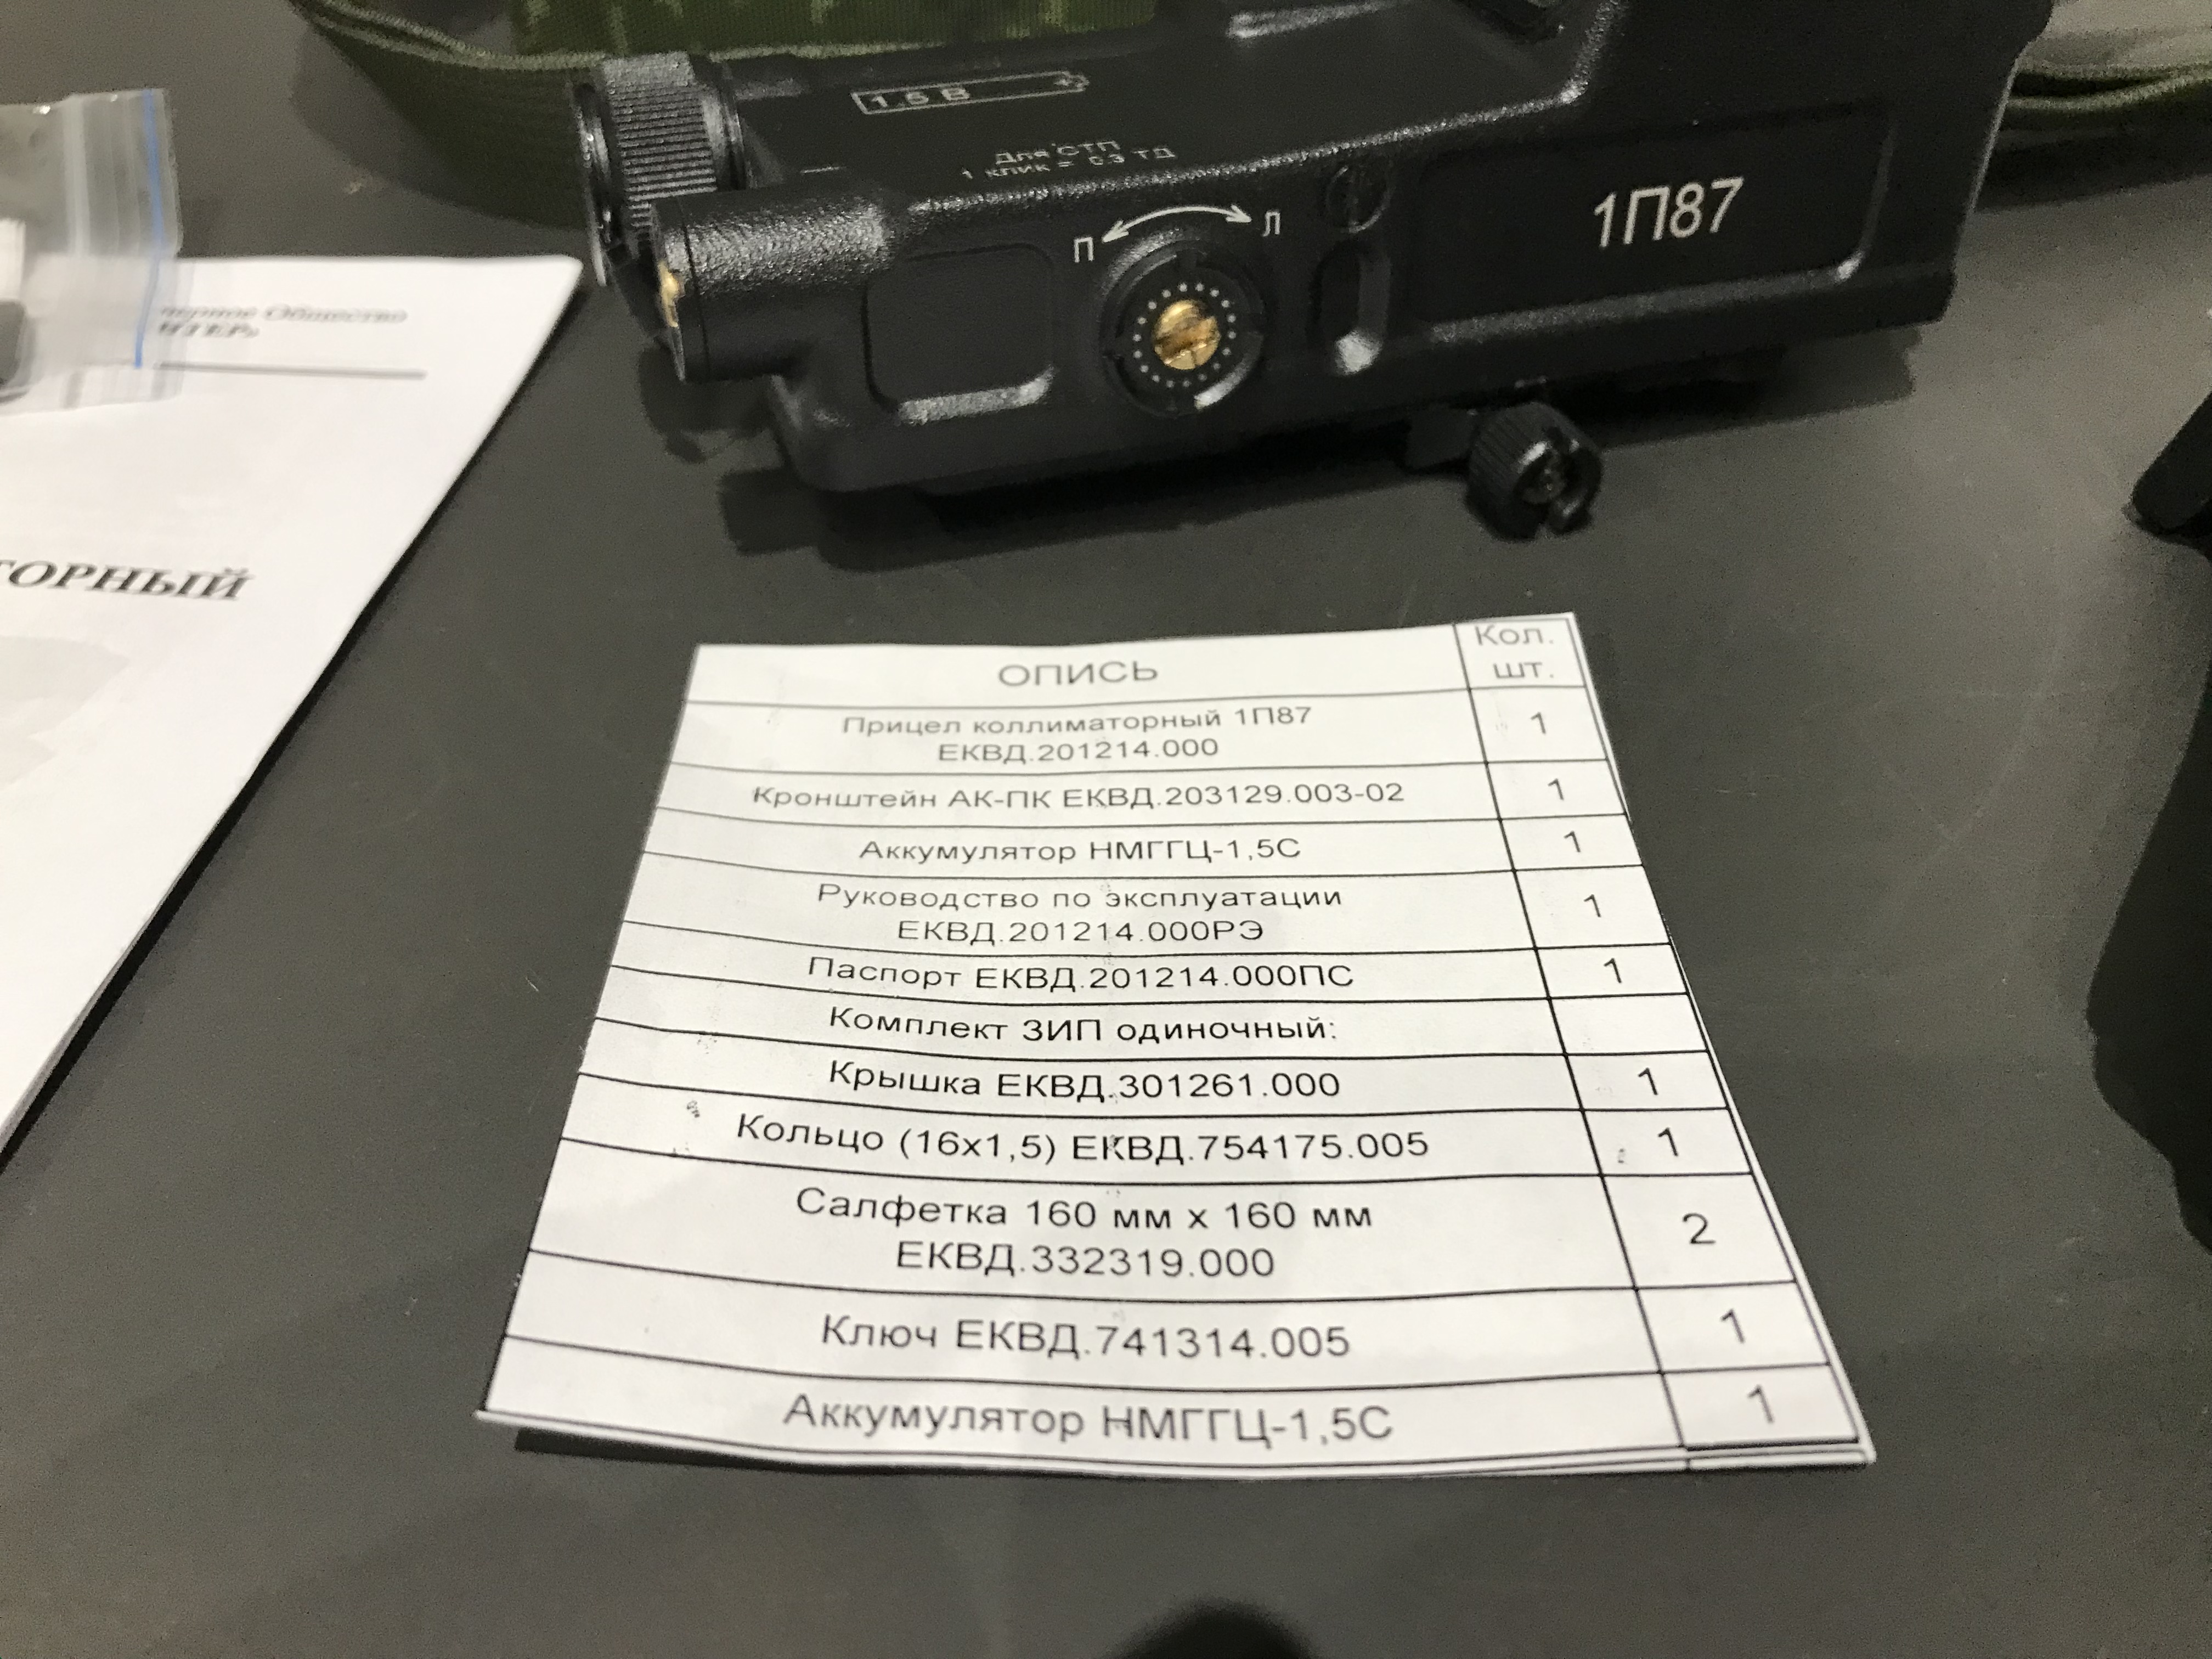 1,5 В +
Для СТП
1 клик = 0.3 ТД
П Л
1П87
Общество
ТОРНЫЙ
ОПИСЬ
Кол.
шт.
Прицел коллиматорный 1П87
ЕКВД.201214.000
1
Кронштейн АК-ПК ЕКВД.203129.003-02
1
Аккумулятор НМГГЦ-1,5С
1
Руководство по эксплуатации
ЕКВД.201214.000РЭ
1
Паспорт ЕКВД.201214.000ПС
1
Комплект ЗИП одиночный:
Крышка ЕКВД.301261.000
1
Кольцо (16х1,5) ЕКВД.754175.005
1
Салфетка 160 мм х 160 мм
ЕКВД.332319.000
2
Ключ ЕКВД.741314.005
1
Аккумулятор НМГГЦ-1,5С
1